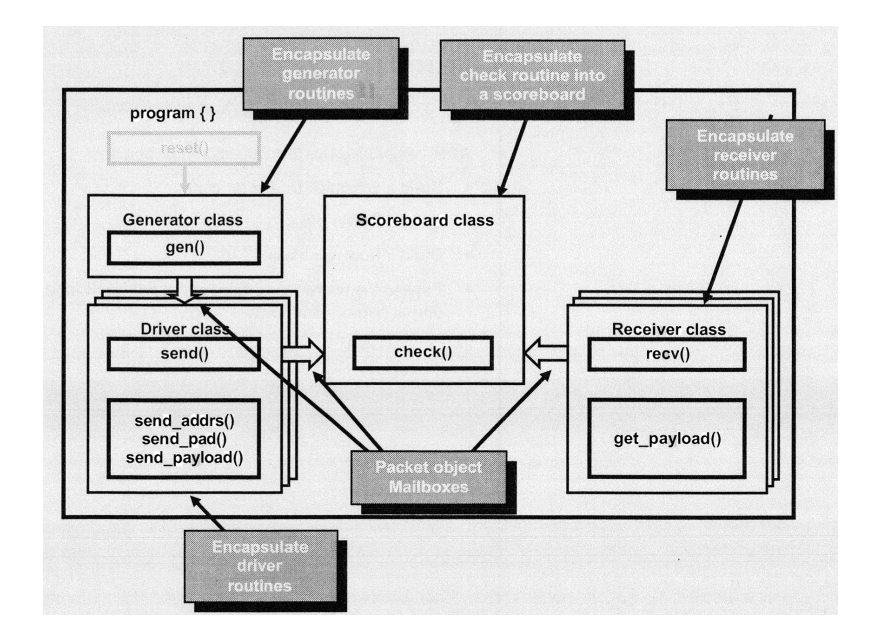 Encapsulate
generator
routines
Encapsulate
check routine into
a scoreboard
program { }
Encapsulate
receiver
routines
reset()
Generator class
gen()
Scoreboard class
Driver class
send()
check()
Receiver class
recv()
send_addrs()
send_pad()
send_payload()
get_payload()
Packet object
Mailboxes
Encapsulate
driver
routines